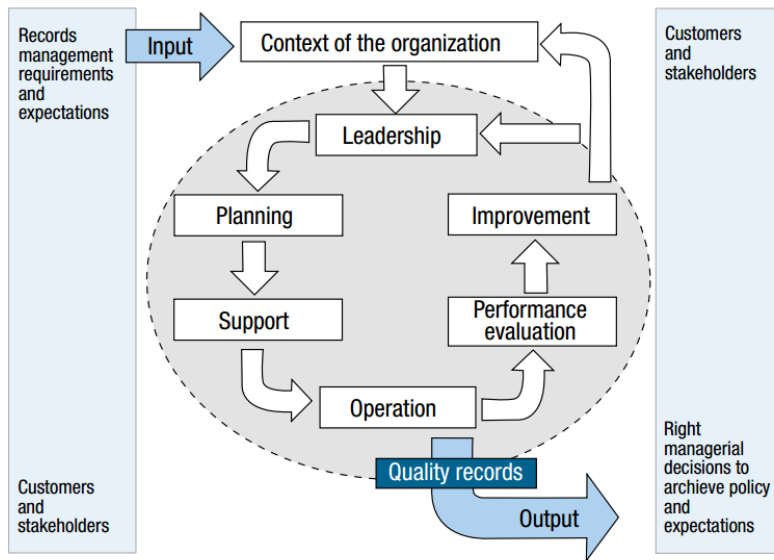 Records
management
requirements
and
expectations
Input
Context of the organization
Customers
and
stakeholders
Leadership
Planning
Improvement
Support
Performance
evaluation
Operation
Quality records
Output
Customers
and
stakeholders
Right
managerial
decisions to
archieve policy
and
expectations